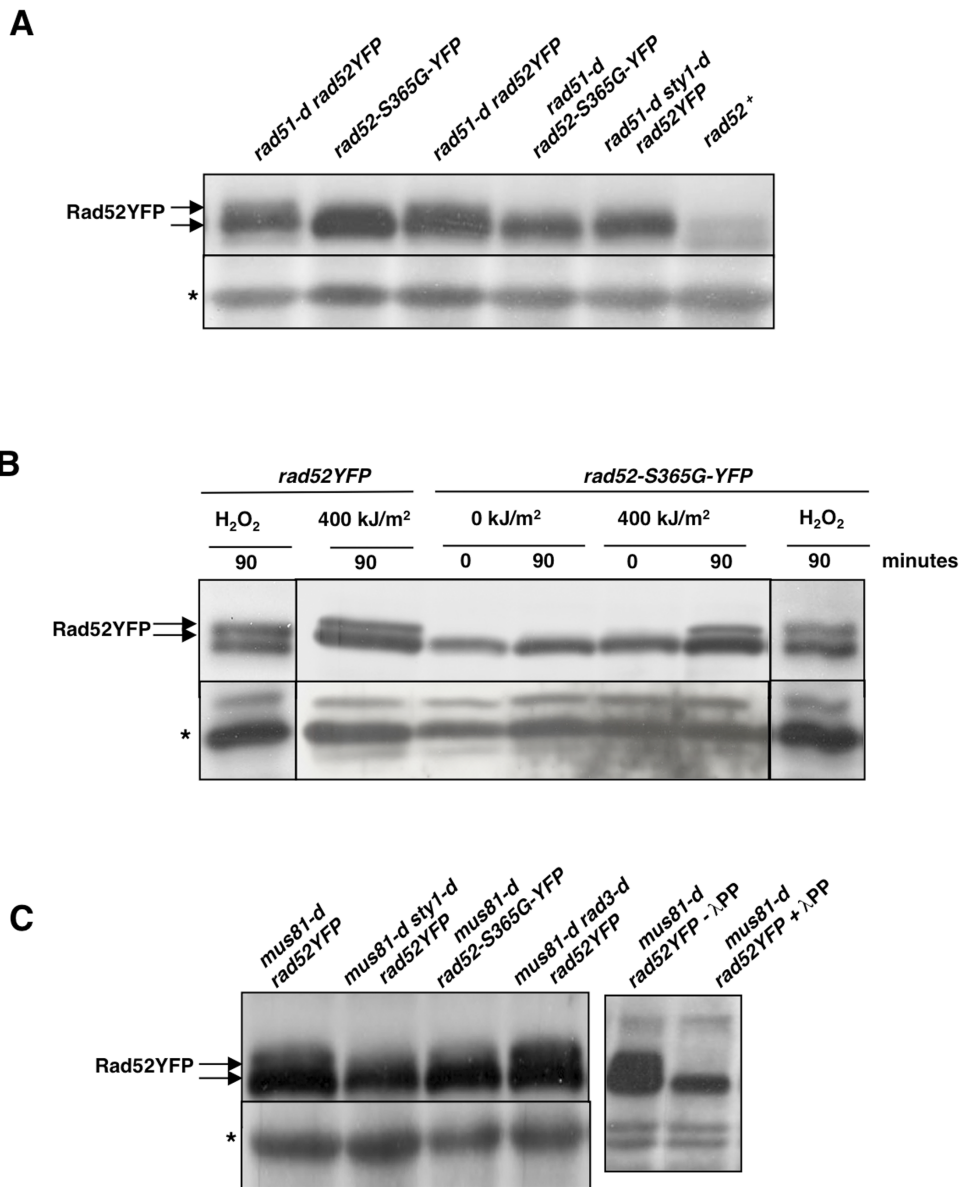 A
rad51-d rad52YFP
rad52-S365G-YFP
rad51-d rad52YFP
rad51-d
rad52-S365G-YFP
rad51-d sty1-d
rad52YFP
rad52⁺
Rad52YFP
*
B
rad52YFP
rad52-S365G-YFP
H₂O₂
400 kJ/m²
0 kJ/m²
400 kJ/m²
H₂O₂
90
90
0
90
0
90
90
minutes
Rad52YFP
*
C
mus81-d
rad52YFP
mus81-d sty1-d
rad52YFP
mus81-d
rad52-S365G-YFP
mus81-d rad3-d
rad52YFP
mus81-d
rad52YFP - λPP
mus81-d
rad52YFP + λPP
Rad52YFP
*